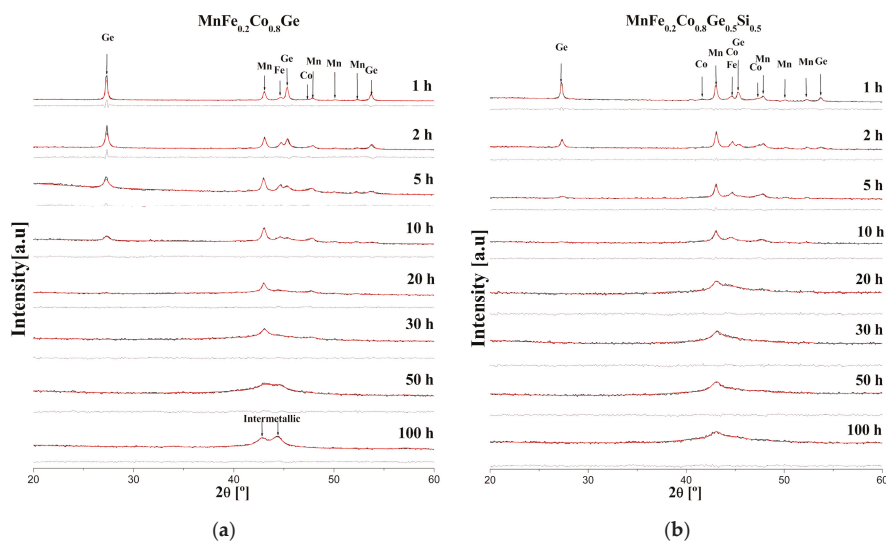 MnFe0.2Co0.8Ge
Ge
Mn
Fe
Ge
Co
Mn
Mn
Mn
Ge
1 h
2 h
5 h
10 h
20 h
30 h
50 h
Intermetallic
100 h
Intensity[a.u]
20
30
40
50
60
2θ [º]
(a)
MnFe0.2Co0.8Ge0.5Si0.5
Ge
Co
Mn
Co
Fe
Ge
Co
Mn
Mn
Mn
Ge
1 h
2 h
5 h
10 h
20 h
30 h
50 h
100 h
Intensity [a.u]
20
30
40
50
60
2θ [º]
(b)